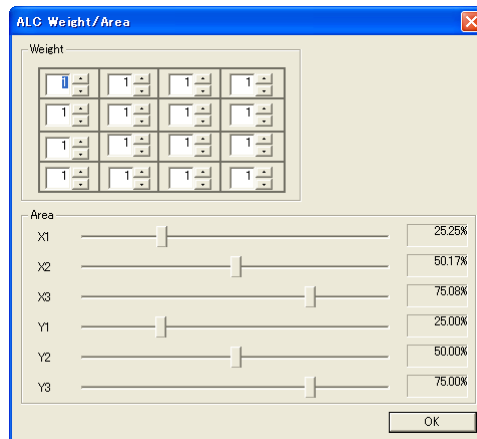 ALC Weight/Area
Weight
1 1 1 1
1 1 1 1
1 1 1 1
1 1 1 1
Area
X1 25.25%
X2 50.17%
X3 75.08%
Y1 25.00%
Y2 50.00%
Y3 75.00%
OK